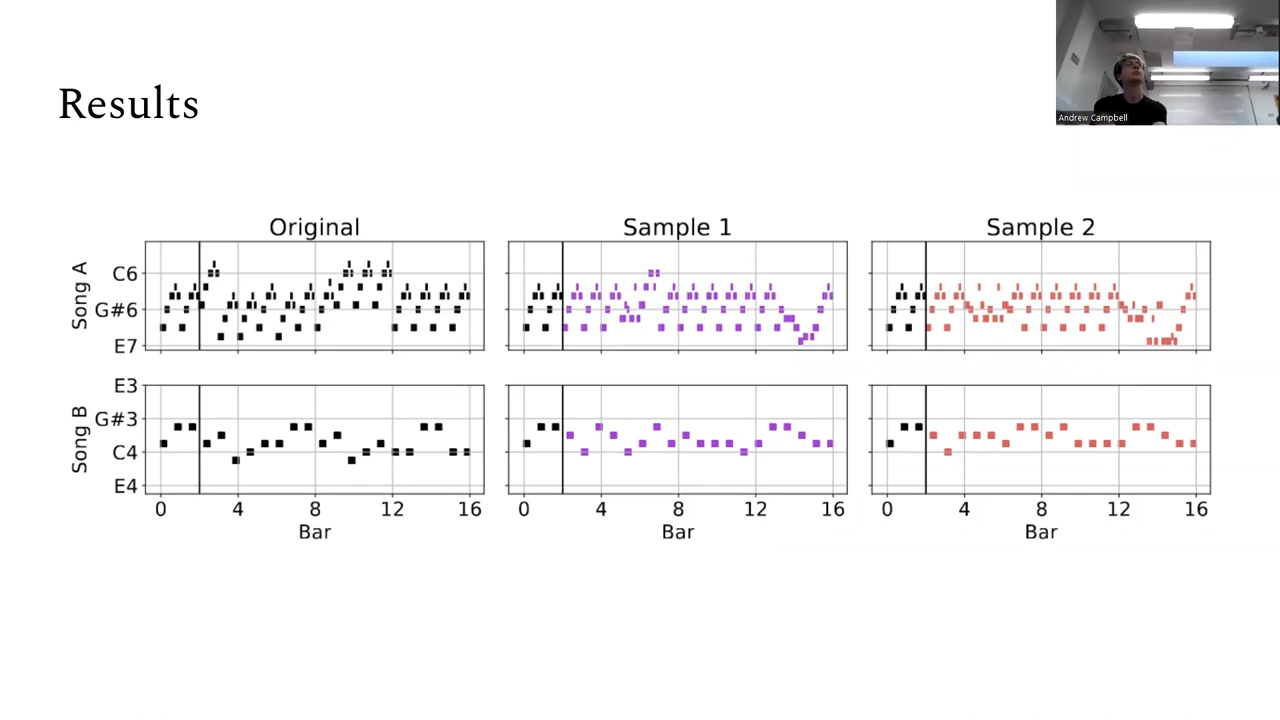 Andrew Campbell
Results
Original
Sample 1
Sample 2
Song A
C6
G#6
E7
Song B
E3
G#3
C4
E4
0 4 8 12 16
0 4 8 12 16
0 4 8 12 16
Bar
Bar
Bar